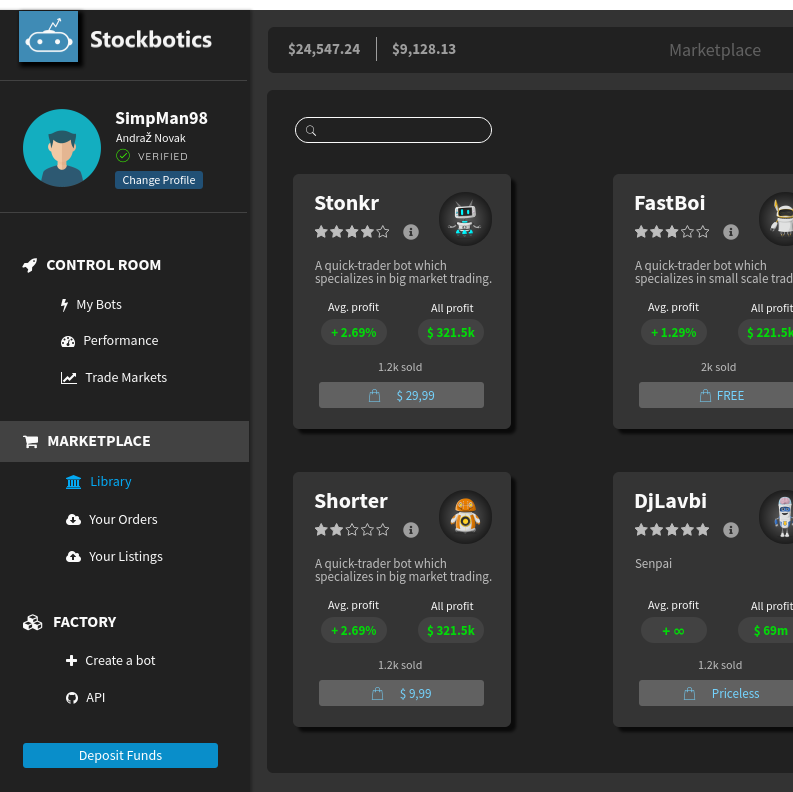 Stockbotics
SimpMan98
Andraž Novak
VERIFIED
Change Profile
CONTROL ROOM
My Bots
Performance
Trade Markets
MARKETPLACE
Library
Your Orders
Your Listings
FACTORY
Create a bot
API
Deposit Funds
$24,547.24
$9,128.13
Marketplace
Stonkr
A quick-trader bot which
specializes in big market trading.
Avg. profit All profit
+ 2.69% $ 321.5k
1.2k sold
$ 29,99
FastBoi
A quick-trader bot which
specializes in small scale trad
Avg. profit All profit
+ 1.29% $ 221.5k
2k sold
FREE
Shorter
A quick-trader bot which
specializes in big market trading.
Avg. profit All profit
+ 2.69% $ 321.5k
1.2k sold
$ 9,99
DjLavbi
Senpai
Avg. profit All profit
+ ∞ $ 69m
1.2k sold
Priceless